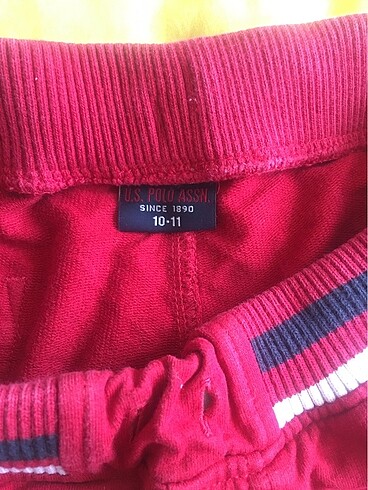 U.S. POLO ASSN.
SINCE 1890
10-11